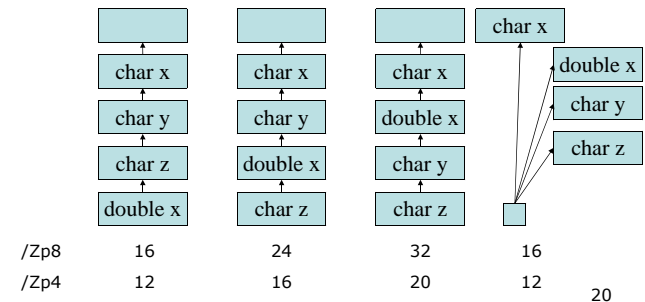 char x
char x char x char x double x
char y char y double x char y
char z double x char y char z
double x char z char z
/Zp8 16 24 32 16
/Zp4 12 16 20 12
20